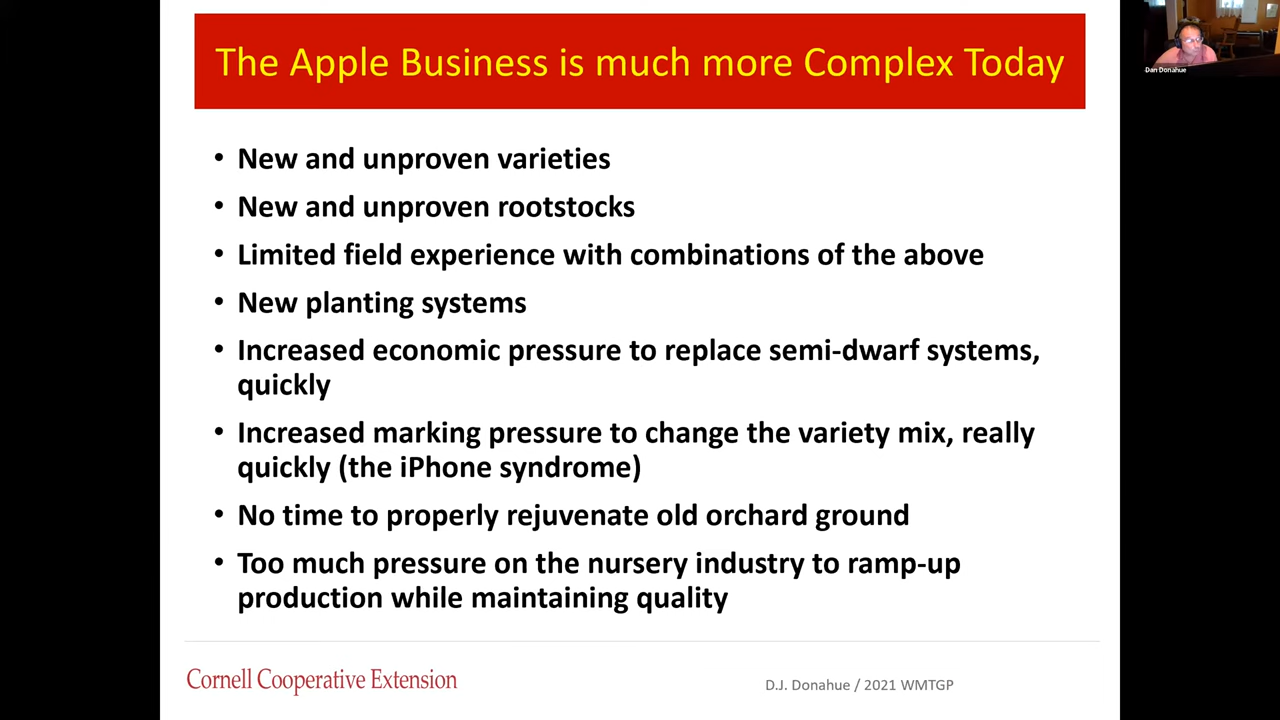 The Apple Business is much more Complex Today
Dan Donahue
• New and unproven varieties
• New and unproven rootstocks
• Limited field experience with combinations of the above
• New planting systems
• Increased economic pressure to replace semi-dwarf systems,
quickly
• Increased marking pressure to change the variety mix, really
quickly (the iPhone syndrome)
• No time to properly rejuvenate old orchard ground
• Too much pressure on the nursery industry to ramp-up
production while maintaining quality
Cornell Cooperative Extension
D.J. Donahue / 2021 WMTGP